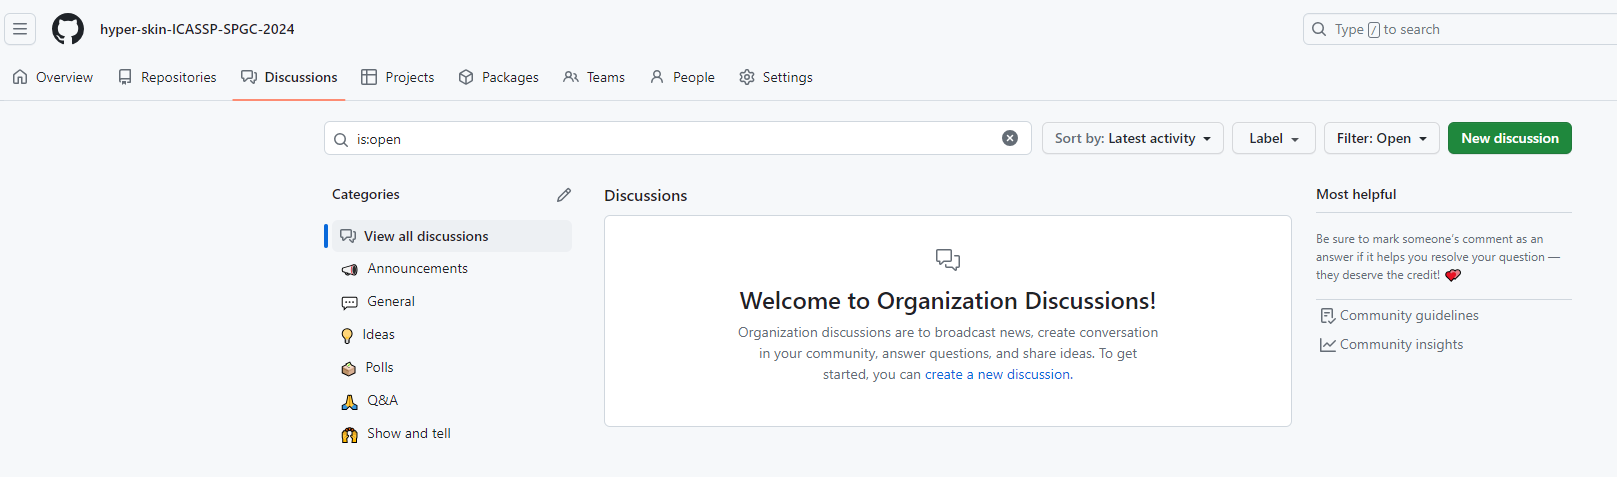 hyper-skin-ICASSP-SPGC-2024
Type / to search
Overview
Repositories
Discussions
Projects
Packages
Teams
People
Settings
is:open
Sort by: Latest activity
Label
Filter: Open
New discussion
Categories
View all discussions
Announcements
General
Ideas
Polls
Q&A
Show and tell
Discussions
Welcome to Organization Discussions!
Organization discussions are to broadcast news, create conversation
in your community, answer questions, and share ideas. To get
started, you can create a new discussion.
Most helpful
Be sure to mark someone's comment as an
answer if it helps you resolve your question —
they deserve the credit! 💖
Community guidelines
Community insights